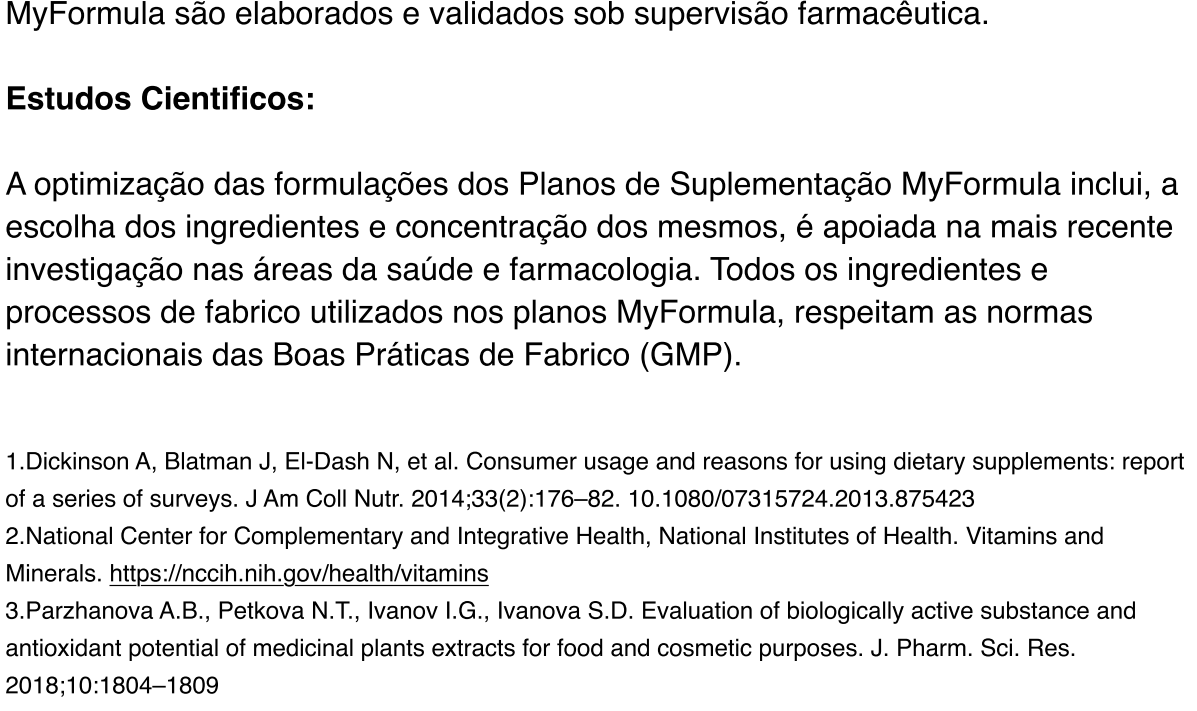 MyFormula são elaborados e validados sob supervisão farmacêutica.
Estudos Cientificos:
A optimização das formulações dos Planos de Suplementação MyFormula inclui, a
escolha dos ingredientes e concentração dos mesmos, é apoiada na mais recente
investigação nas áreas da saúde e farmacologia. Todos os ingredientes e
processos de fabrico utilizados nos planos MyFormula, respeitam as normas
internacionais das Boas Práticas de Fabrico (GMP).
1.Dickinson A, Blatman J, El-Dash N, et al. Consumer usage and reasons for using dietary supplements: report
of a series of surveys. J Am Coll Nutr. 2014;33(2):176–82. 10.1080/07315724.2013.875423
2.National Center for Complementary and Integrative Health, National Institutes of Health. Vitamins and
Minerals. https://nccih.nih.gov/health/vitamins
3.Parzhanova A.B., Petkova N.T., Ivanov I.G., Ivanova S.D. Evaluation of biologically active substance and
antioxidant potential of medicinal plants extracts for food and cosmetic purposes. J. Pharm. Sci. Res.
2018;10:1804–1809